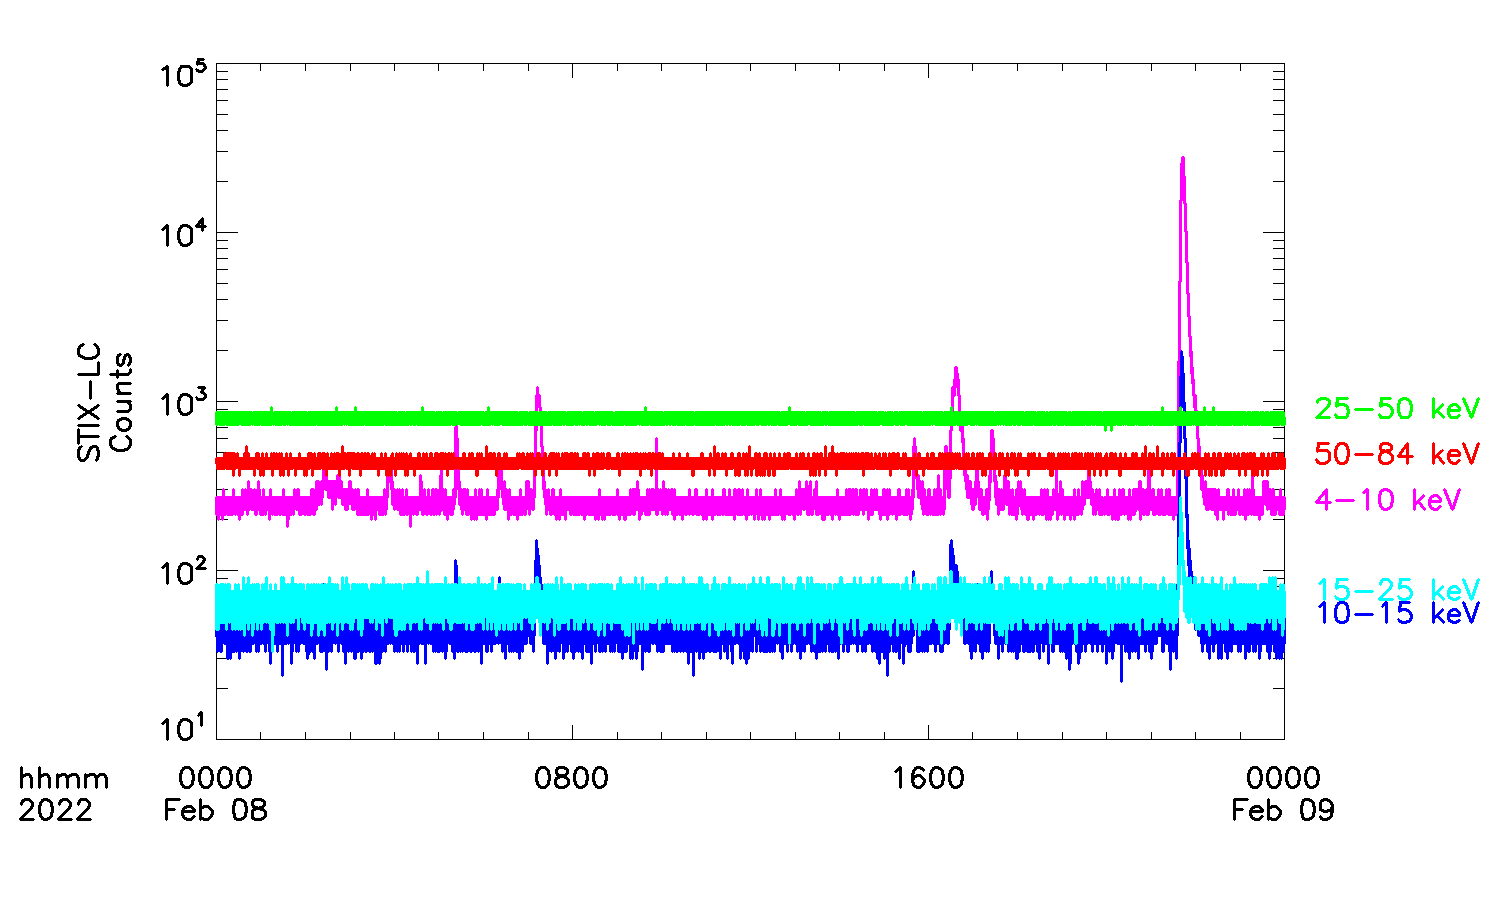 10^5
10^4
10^3
10^2
10^1
STIX-LC
Counts
25-50 keV
50-84 keV
4-10 keV
15-25 keV
10-15 keV
hhmm 0000 0800 1600 0000
2022 Feb 08 Feb 09